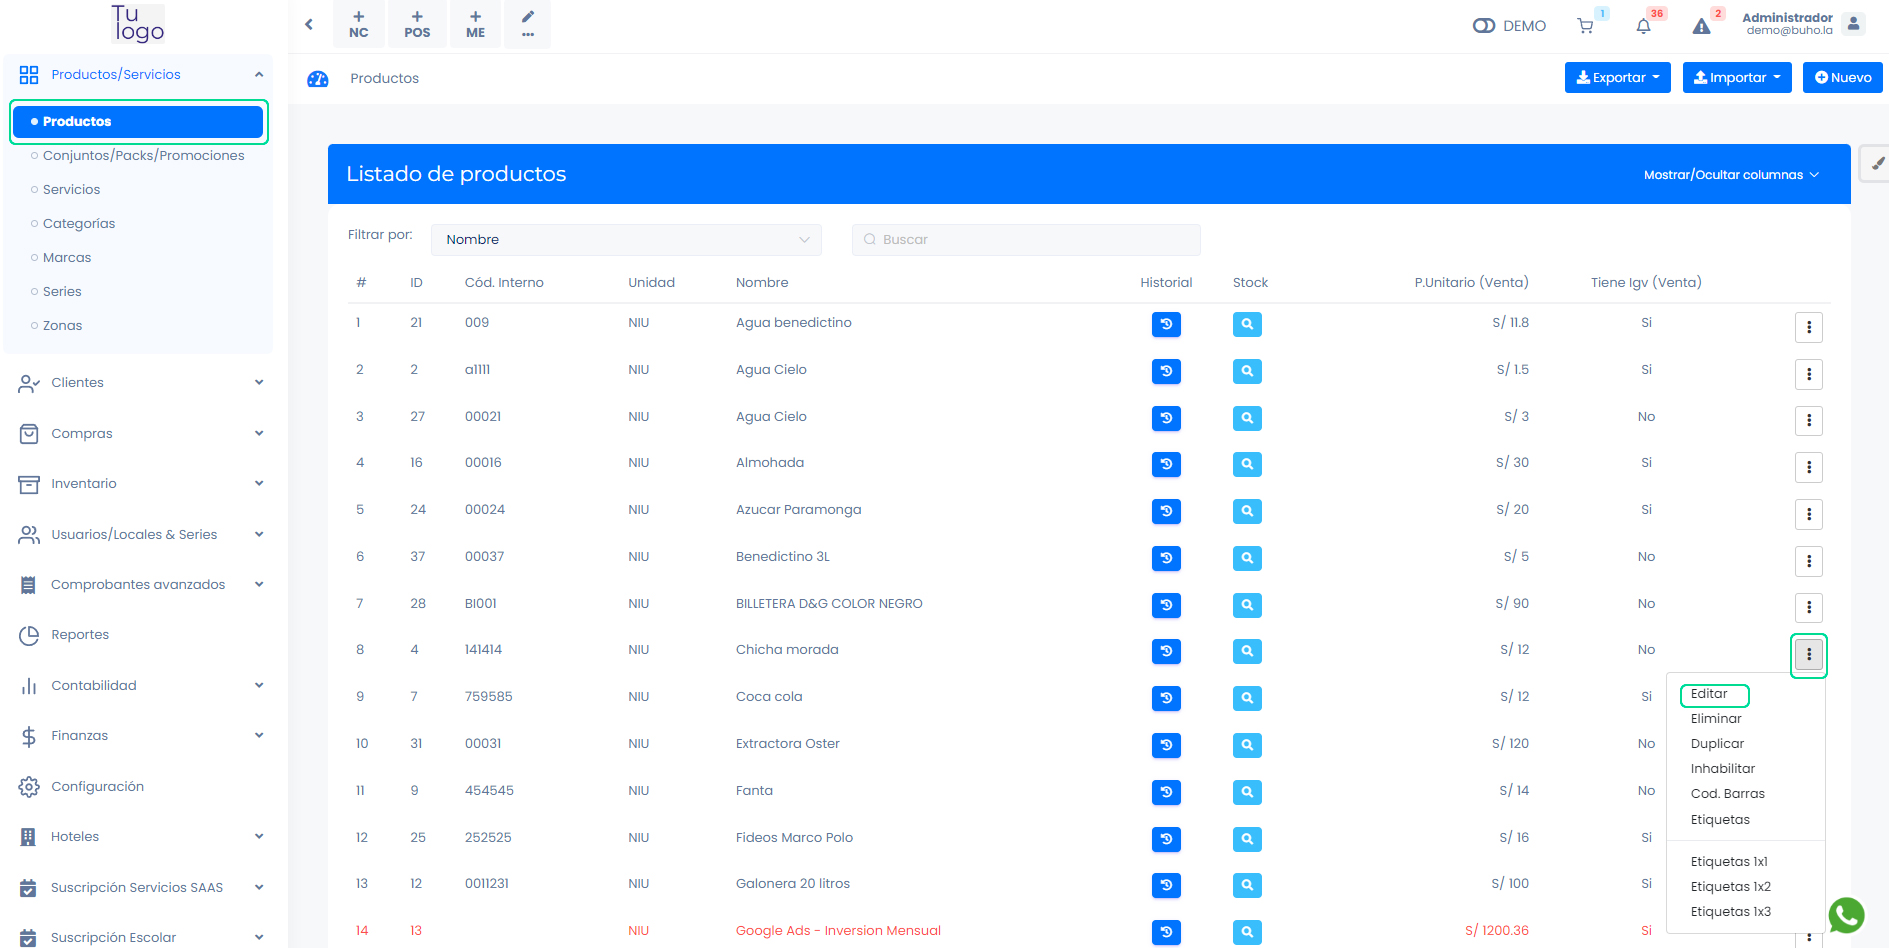 Tu
logo
NC
POS
ME
...
DEMO
1
36
2
Administrador
demo@buho.la
Productos/Servicios
Productos
Conjuntos/Packs/Promociones
Servicios
Categorías
Marcas
Series
Zonas
Clientes
Compras
Inventario
Usuarios/Locales & Series
Comprobantes avanzados
Reportes
Contabilidad
Finanzas
Configuración
Hoteles
Suscripción Servicios SAAS
Suscripción Escolar
Productos
Exportar
Importar
Nuevo
Listado de productos
Mostrar/Ocultar columnas
Filtrar por:
Nombre
Buscar
# ID Cód. Interno Unidad Nombre Historial Stock P.Unitario (Venta) Tiene Igv (Venta)
1 21 009 NIU Agua benedictino S/ 11.8 Si
2 2 a1111 NIU Agua Cielo S/ 1.5 Si
3 27 00021 NIU Agua Cielo S/ 3 No
4 16 00016 NIU Almohada S/ 30 Si
5 24 00024 NIU Azucar Paramonga S/ 20 Si
6 37 00037 NIU Benedictino 3L S/ 5 No
7 28 BI001 NIU BILLETERA D&G COLOR NEGRO S/ 90 No
8 4 141414 NIU Chicha morada S/ 12 No
9 7 759585 NIU Coca cola S/ 12 Si
10 31 00031 NIU Extractora Oster S/ 120 No
11 9 454545 NIU Fanta S/ 14 No
12 25 252525 NIU Fideos Marco Polo S/ 16 Si
13 12 0011231 NIU Galonera 20 litros S/ 100 Si
14 13 NIU Google Ads - Inversion Mensual S/ 1200.36 Si
Editar
Eliminar
Duplicar
Inhabilitar
Cod. Barras
Etiquetas
Etiquetas 1x1
Etiquetas 1x2
Etiquetas 1x3